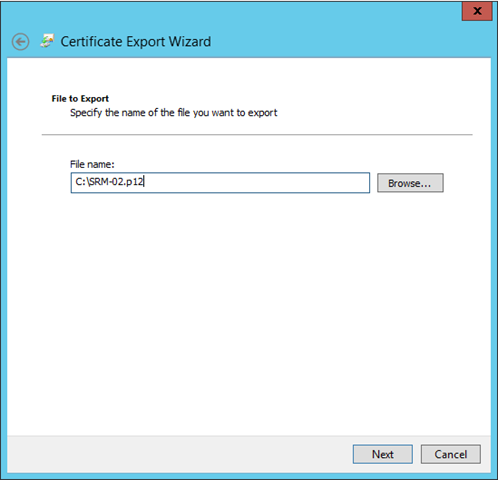 x
Certificate Export Wizard
File to Export
Specify the name of the file you want to export
File name:
C:\SRM-02.p12
Browse...
Next
Cancel